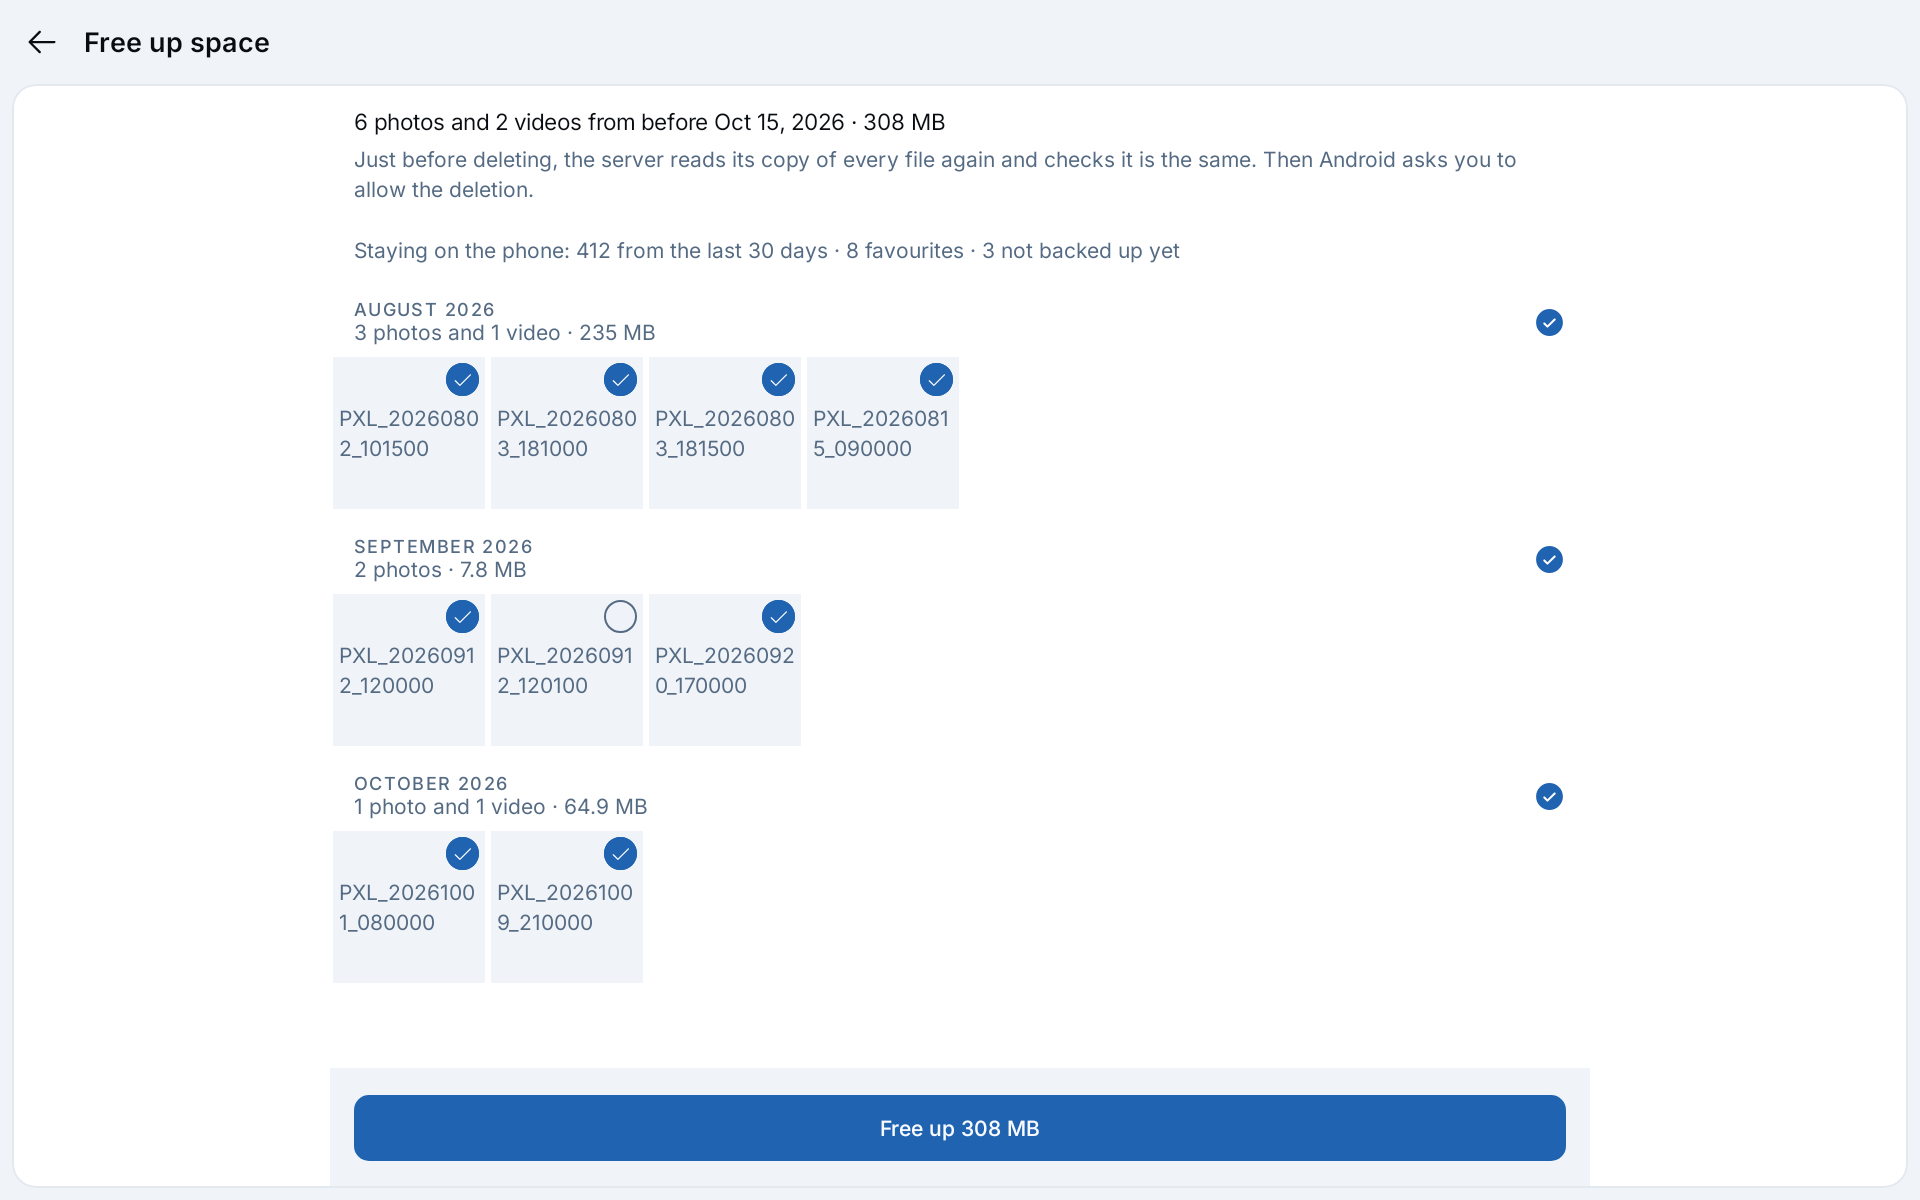 Free up space
6 photos and 2 videos from before Oct 15, 2026 · 308 MB
Just before deleting, the server reads its copy of every file again and checks it is the same. Then Android asks you to
allow the deletion.
Staying on the phone: 412 from the last 30 days · 8 favourites · 3 not backed up yet
AUGUST 2026
3 photos and 1 video · 235 MB
PXL_2026080
2_101500
PXL_2026080
3_181000
PXL_2026080
3_181500
PXL_2026081
5_090000
SEPTEMBER 2026
2 photos · 7.8 MB
PXL_2026091
2_120000
PXL_2026091
2_120100
PXL_2026092
0_170000
OCTOBER 2026
1 photo and 1 video · 64.9 MB
PXL_2026100
1_080000
PXL_2026100
9_210000
Free up 308 MB